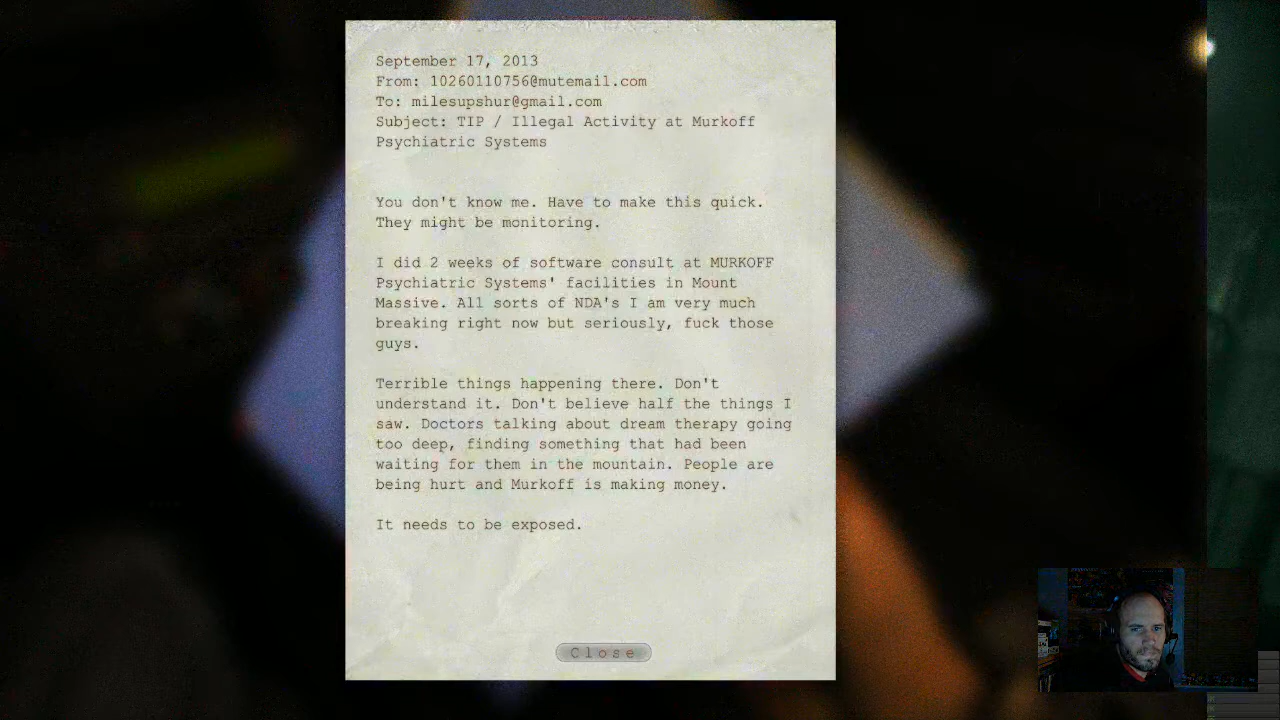 September 17, 2013
From: 10260110756@mutemail.com
To: milesupshur@gmail.com
Subject: TIP / Illegal Activity at Murkoff
Psychiatric Systems
You don't know me. Have to make this quick.
They might be monitoring.
I did 2 weeks of software consult at MURKOFF
Psychiatric Systems' facilities in Mount
Massive. All sorts of NDA's I am very much
breaking right now but seriously, fuck those
guys.
Terrible things happening there. Don't
understand it. Don't believe half the things I
saw. Doctors talking about dream therapy going
too deep, finding something that had been
waiting for them in the mountain. People are
being hurt and Murkoff is making money.
It needs to be exposed.
Close